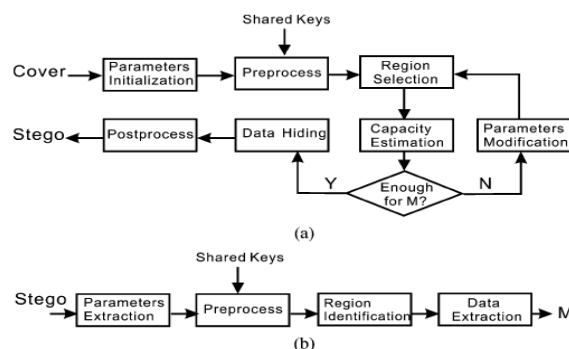 Shared Keys
Cover
Parameters
Initialization
Preprocess
Region
Selection
Stego
Postprocess
Data Hiding
Capacity
Estimation
Parameters
Modification
Y
Enough
for M?
N
(a)
Shared Keys
Stego
Parameters
Extraction
Preprocess
Region
Identification
Data
Extraction
M
(b)